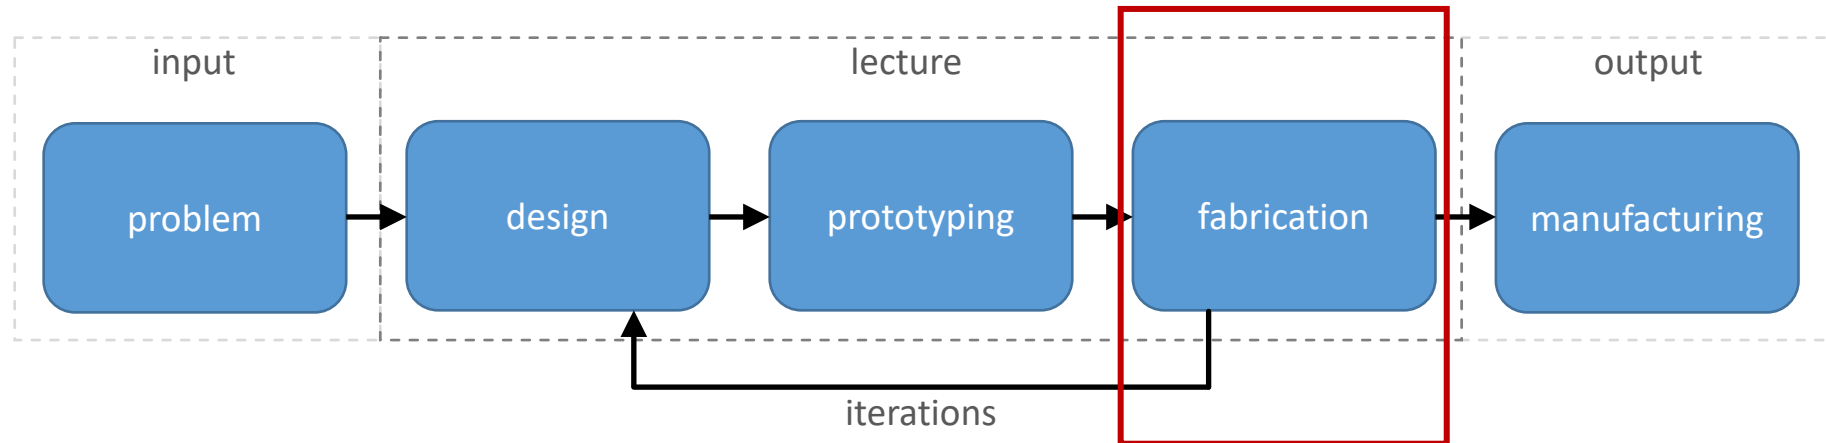 input
lecture
output
problem
design
prototyping
fabrication
manufacturing
iterations